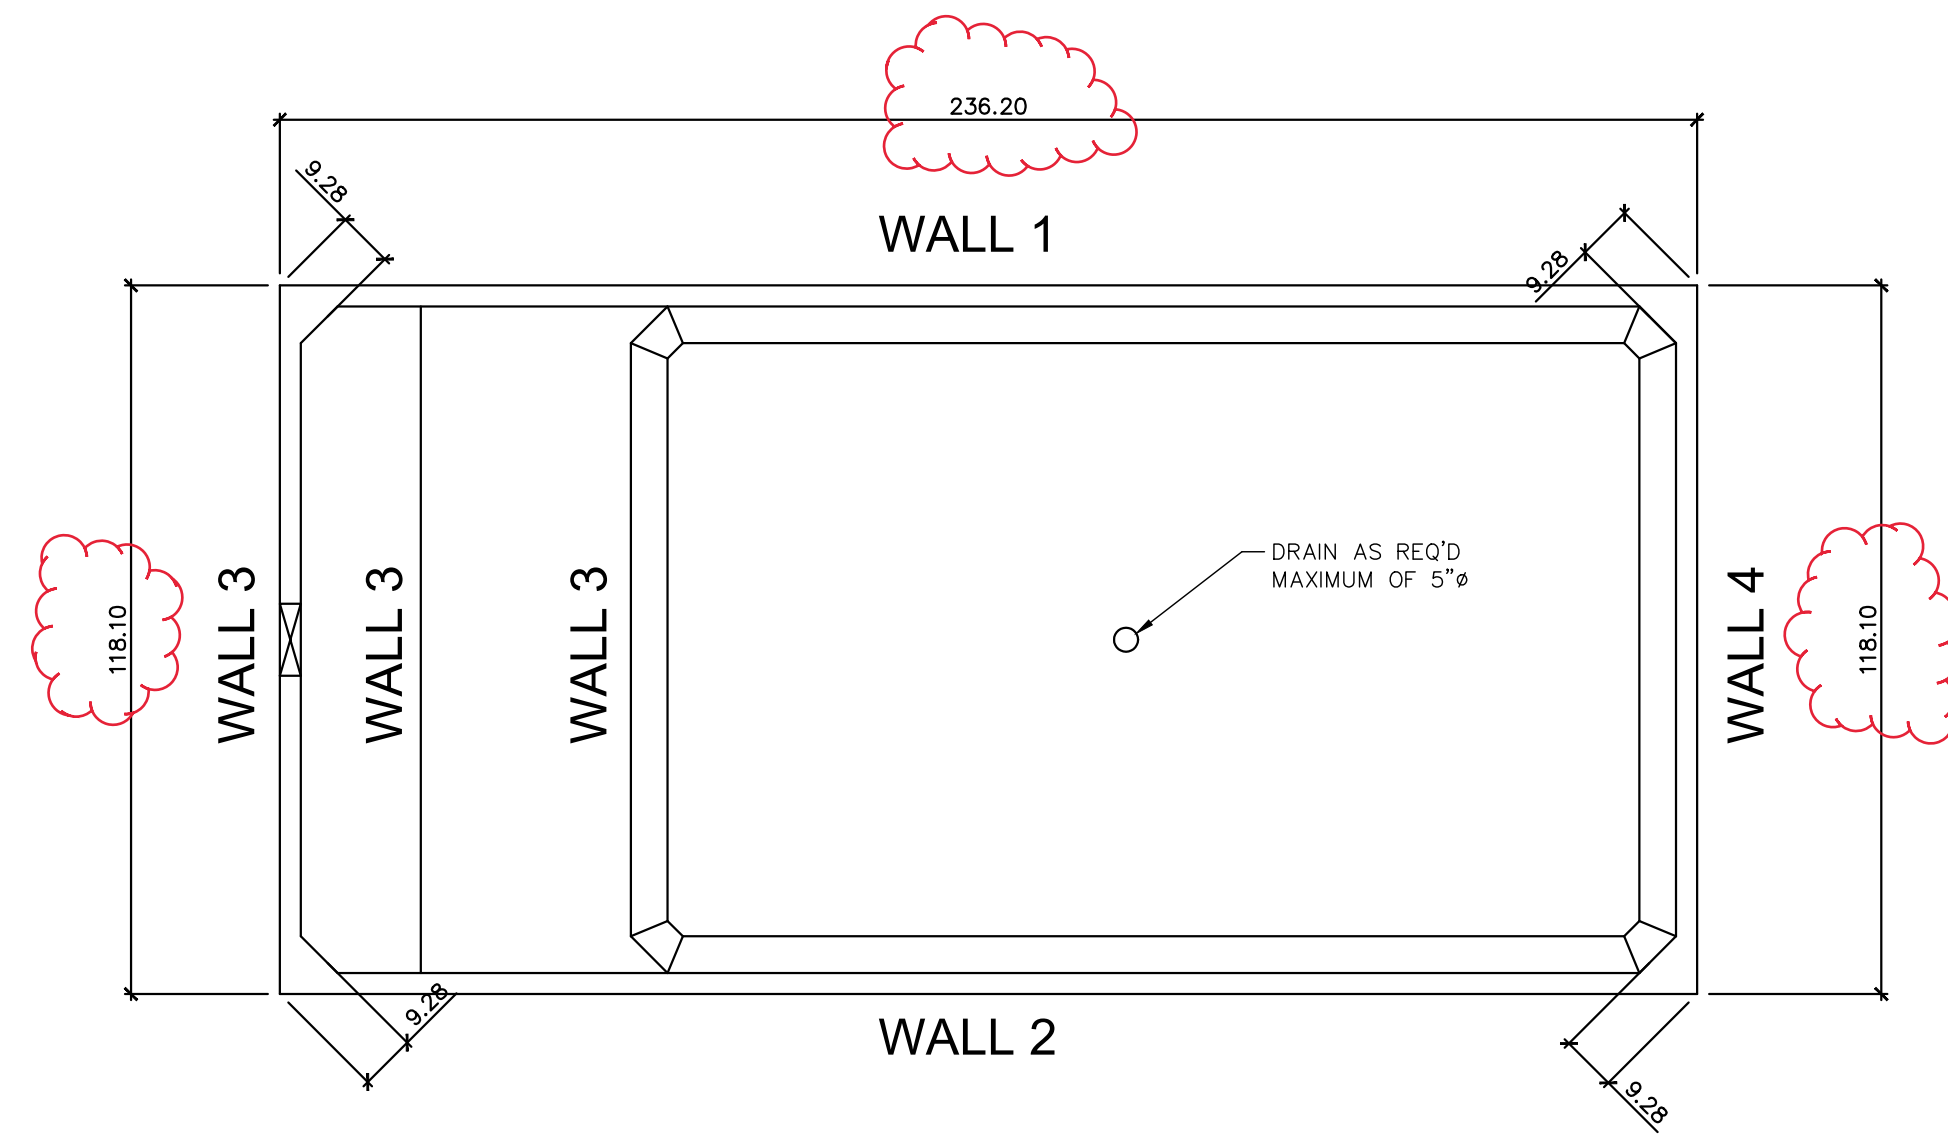 236.20
9.28
WALL 1
9.28
DRAIN AS REQ'D
MAXIMUM OF 5"ø
118.10
WALL 3
WALL 3
WALL 3
WALL 4
118.10
9.28
WALL 2
9.28